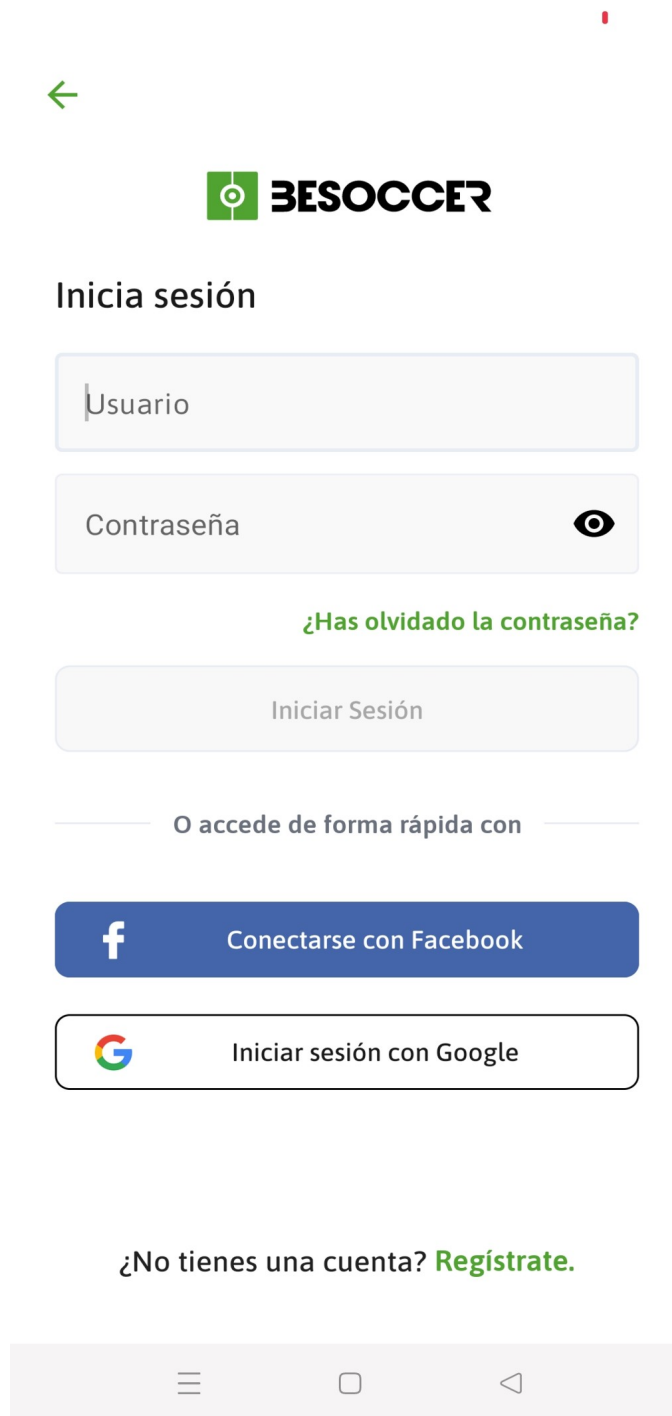 BESOCCER
Inicia sesión
Usuario
Contraseña
¿Has olvidado la contraseña?
Iniciar Sesión
O accede de forma rápida con
f Conectarse con Facebook
G Iniciar sesión con Google
¿No tienes una cuenta? Regístrate.